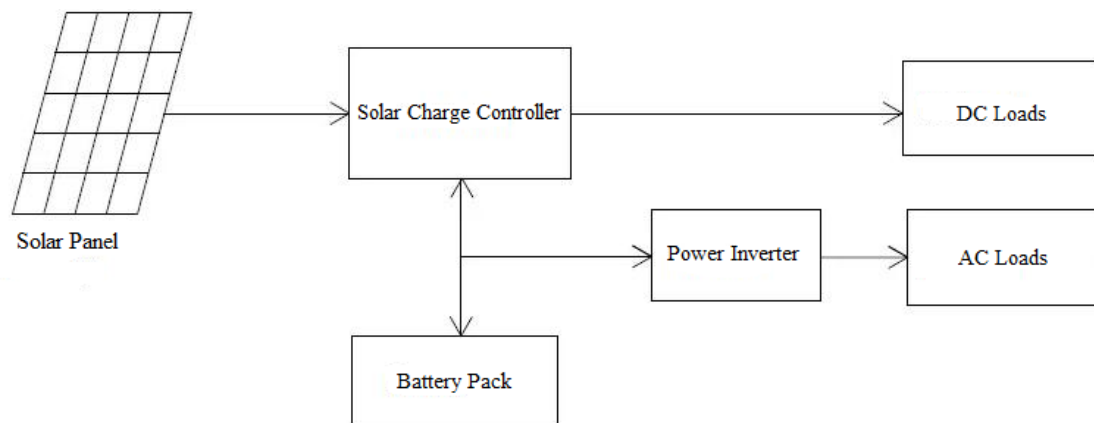 Solar Charge Controller
DC Loads
Solar Panel
Power Inverter
AC Loads
Battery Pack